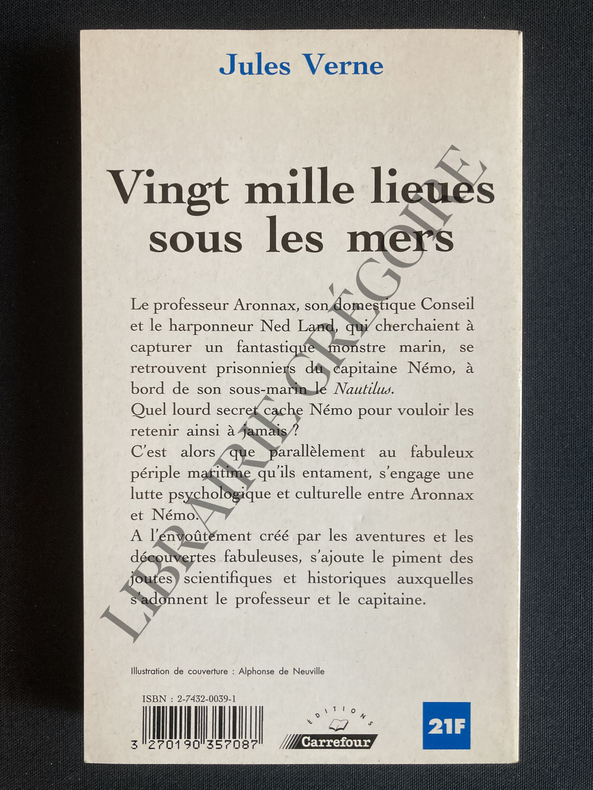 Jules Verne
Vingt mille lieues
sous les mers
Le professeur Aronnax, son domestique Conseil
et le harponneur Ned Land, qui cherchaient à
capturer un fantastique monstre marin, se
retrouvent prisonniers du capitaine Némo, à
bord de son sous-marin le Nautilus.
Quel lourd secret cache Némo pour vouloir les
retenir ainsi à jamais ?
C'est alors que parallèlement au fabuleux
périple maritime qu'ils entament, s'engage une
lutte psychologique et culturelle entre Aronnax
et Némo.
A l'envoûtement créé par les aventures et les
découvertes fabuleuses, s'ajoute le piment des
joutes scientifiques et historiques auxquelles
s'adonnent le professeur et le capitaine.
LIBRAIRIE GRÉGOIRE
Illustration de couverture : Alphonse de Neuville
ISBN : 2-7432-0039-1
3 270190 357087
ÉDITIONS
Carrefour
21F